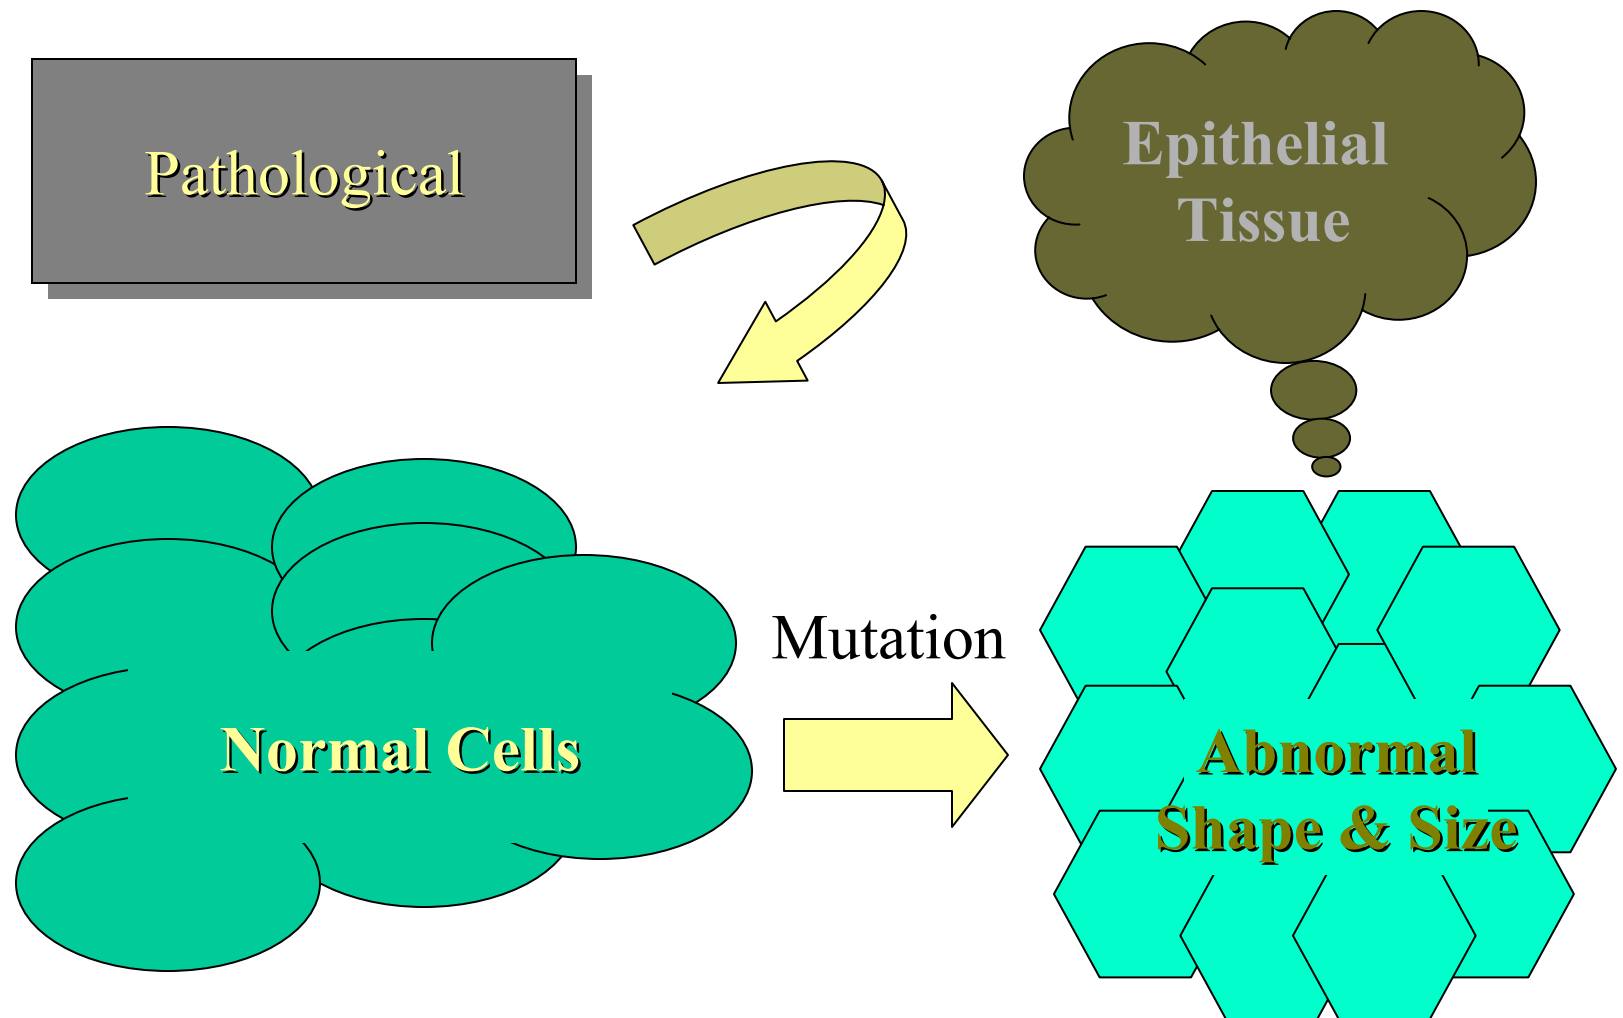 Pathological
Epithelial
Tissue
Mutation
Normal Cells
Abnormal
Shape & Size